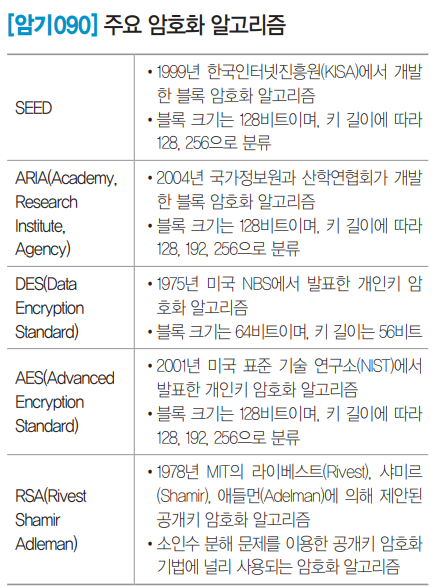 [암기090] 주요 암호화 알고리즘
SEED
• 1999년 한국인터넷진흥원(KISA)에서 개발
한 블록 암호화 알고리즘
• 블록 크기는 128비트이며, 키 길이에 따라
128, 256으로 분류
ARIA(Academy,
Research
Institute,
Agency)
• 2004년 국가정보원과 산학연협회가 개발
한 블록 암호화 알고리즘
• 블록 크기는 128비트이며, 키 길이에 따라
128, 192, 256으로 분류
DES(Data
Encryption
Standard)
• 1975년 미국 NBS에서 발표한 개인키 암
호화 알고리즘
• 블록 크기는 64비트이며, 키 길이는 56비트
AES(Advanced
Encryption
Standard)
• 2001년 미국 표준 기술 연구소(NIST)에서
발표한 개인키 암호화 알고리즘
• 블록 크기는 128비트이며, 키 길이에 따라
128, 192, 256으로 분류
RSA(Rivest
Shamir
Adleman)
• 1978년 MIT의 라이베스트(Rivest), 샤미르
(Shamir), 애들먼(Adelman)에 의해 제안된
공개키 암호화 알고리즘
• 소인수 분해 문제를 이용한 공개키 암호화
기법에 널리 사용되는 암호화 알고리즘